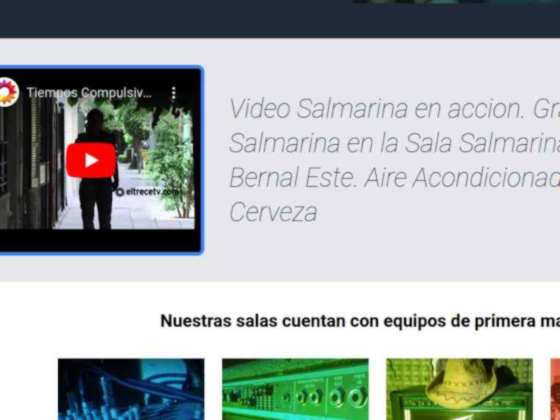 Tiempos Compulsiv...
eltrecetv.com
Video Salmarina en accion. Gra
Salmarina en la Sala Salmarina
Bernal Este. Aire Acondicionad
Cerveza
Nuestras salas cuentan con equipos de primera ma